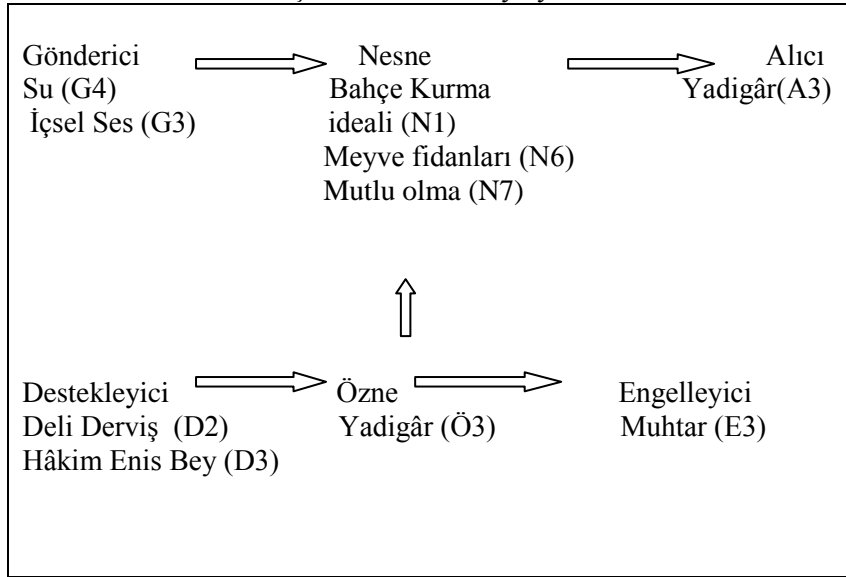 Gönderici Nesne Alıcı
Su (G4) Bahçe Kurma Yadigâr(A3)
İçsel Ses (G3) ideali (N1)
Meyve fidanları (N6)
Mutlu olma (N7)
Destekleyici Özne Engelleyici
Deli Derviş (D2) Yadigâr (Ö3) Muhtar (E3)
Hâkim Enis Bey (D3)